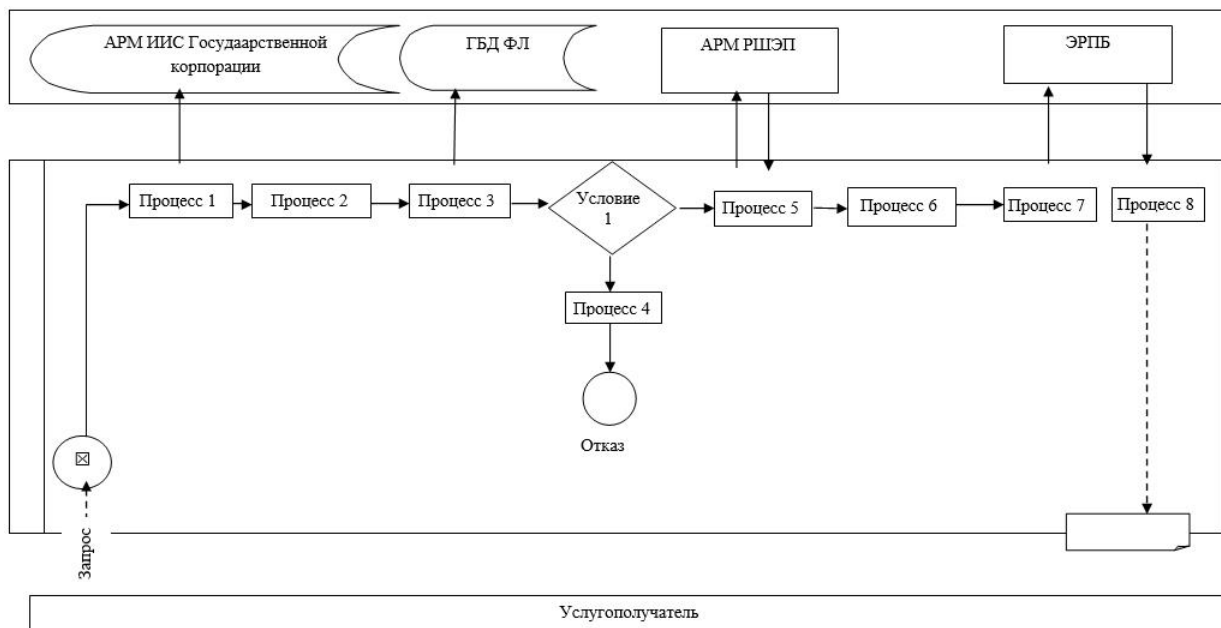 АРМ ИИС Государственной
корпорации
ГБД ФЛ
АРМ РШЭП
ЭРПБ
Процесс 1
Процесс 2
Процесс 3
Условие
1
Процесс 5
Процесс 6
Процесс 7
Процесс 8
Процесс 4
Отказ
Запрос
Услугополучатель